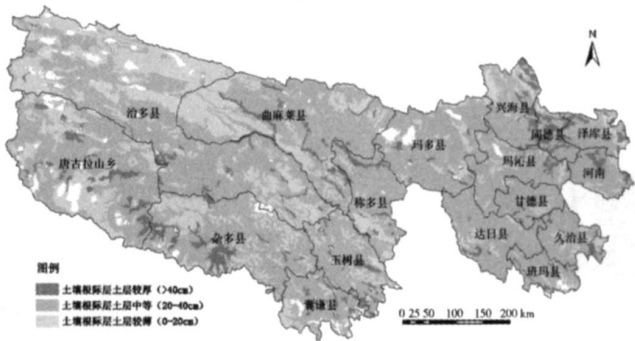 N
兴海县
同德县
泽库县
治多县
曲麻莱县
玛多县
玛沁县
河南
唐古拉山乡
称多县
甘德县
达日县
久治县
杂多县
玉树县
班玛县
囊谦县
图例
土壤根际层土层较厚（>40cm）
土壤根际层土层中等（20-40cm）
土壤根际层土层较薄（0-20cm）
0 25 50 100 150 200 km